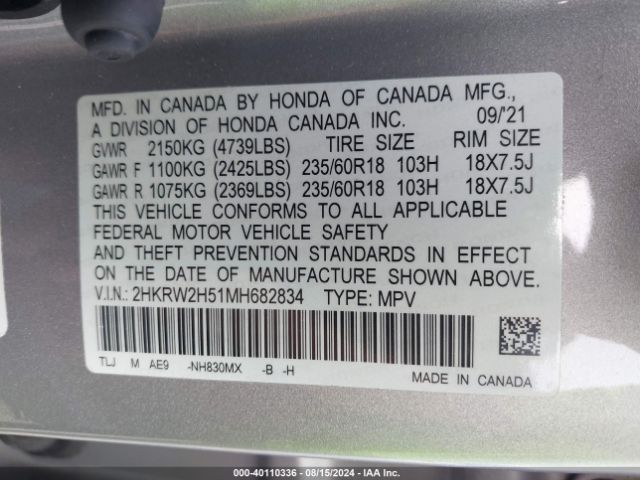 MFD. IN CANADA BY HONDA OF CANADA MFG.,
A DIVISION OF HONDA CANADA INC. 09/'21
GVWR 2150KG (4739LBS) TIRE SIZE RIM SIZE
GAWR F 1100KG (2425LBS) 235/60R18 103H 18X7.5J
GAWR R 1075KG (2369LBS) 235/60R18 103H 18X7.5J
THIS VEHICLE CONFORMS TO ALL APPLICABLE
FEDERAL MOTOR VEHICLE SAFETY
AND THEFT PREVENTION STANDARDS IN EFFECT
ON THE DATE OF MANUFACTURE SHOWN ABOVE.
V.I.N.: 2HKRW2H51MH682834 TYPE: MPV
TLJ M AE9 -NH830MX -B -H
MADE IN CANADA
000-40110336 - 08/15/2024 - IAA Inc.